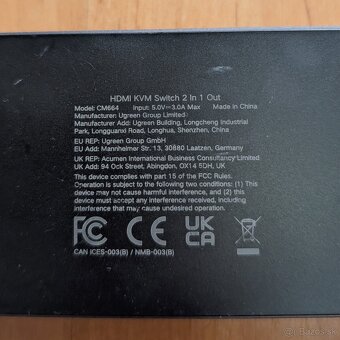 HDMI KVM Switch 2 In 1 Out
Model: CM664 Input: 5.0V⎓3.0A Max
Manufacturer: Ugreen Group Limited
Manufacturer Add: Ugreen Building, Longcheng Industrial
Park, Longguanxi Road, Longhua, Shenzhen, China
EU REP: Ugreen Group GmbH
EU Add: Mannheimer Str. 13, 30880 Laatzen, Germany
UK REP: Acumen International Business Consultancy Limited
UK Add: 94 Ock Street, Abingdon, OX14 5DH, UK
This device complies with part 15 of the FCC Rules.
Operation is subject to the following two conditions: (1) This
device may not cause harmful interference, and (2) this
device must accept any interference received, including
interference that may cause undesired operation.
FC CE UK CA
CAN ICES-003(B) / NMB-003(B)